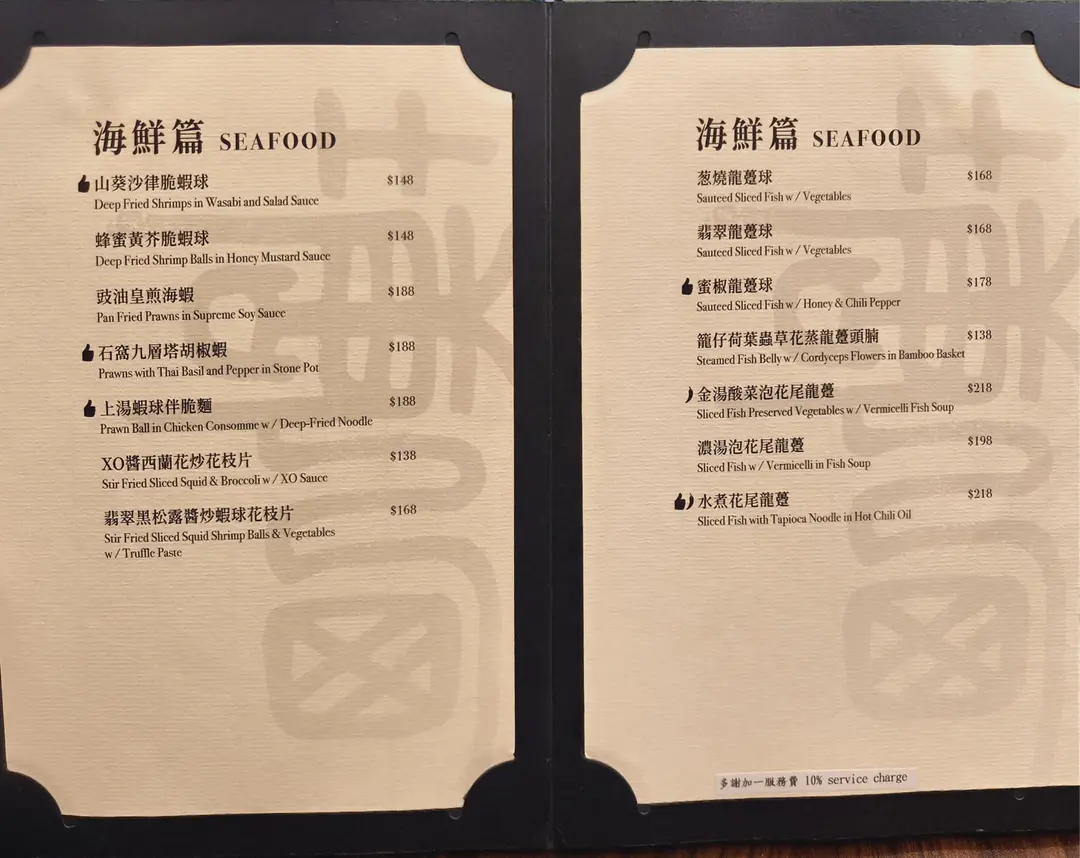 海鮮篇 SEAFOOD
山葵沙律脆蝦球 $148
Deep Fried Shrimps in Wasabi and Salad Sauce
蜂蜜黃芥脆蝦球 $148
Deep Fried Shrimp Balls in Honey Mustard Sauce
豉油皇煎海蝦 $188
Pan Fried Prawns in Supreme Soy Sauce
石窩九層塔胡椒蝦 $188
Prawns with Thai Basil and Pepper in Stone Pot
上湯蝦球伴脆麵 $188
Prawn Ball in Chicken Consomme w / Deep-Fried Noodle
XO醬西蘭花炒花枝片 $138
Stir Fried Sliced Squid & Broccoli w / XO Sauce
翡翠黑松露醬炒蝦球花枝片 $168
Stir Fried Sliced Squid Shrimp Balls & Vegetables
w / Truffle Paste
海鮮篇 SEAFOOD
葱燒龍躉球 $168
Sauteed Sliced Fish w / Vegetables
翡翠龍躉球 $168
Sauteed Sliced Fish w / Vegetables
蜜椒龍躉球 $178
Sauteed Sliced Fish w / Honey & Chili Pepper
籠仔荷葉蟲草花蒸龍躉頭腩 $138
Steamed Fish Belly w / Cordyceps Flowers in Bamboo Basket
金湯酸菜泡花尾龍躉 $218
Sliced Fish Preserved Vegetables w / Vermicelli Fish Soup
濃湯泡花尾龍躉 $198
Sliced Fish w / Vermicelli in Fish Soup
水煮花尾龍躉 $218
Sliced Fish with Tapioca Noodle in Hot Chili Oil
多謝加一服務費 10% service charge